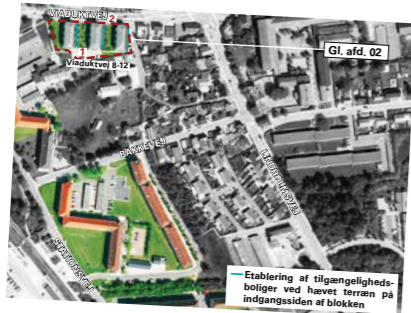 VIADUKTVEJ
2
1
Viaduktvej 8-12
Gl. afd. 02
BAKKEVEJ
LINDHOLMSVEJ
STATIONSVEJ
Etablering af tilgængeligheds-
boliger ved hævet terræn på
indgangssiden af blokken